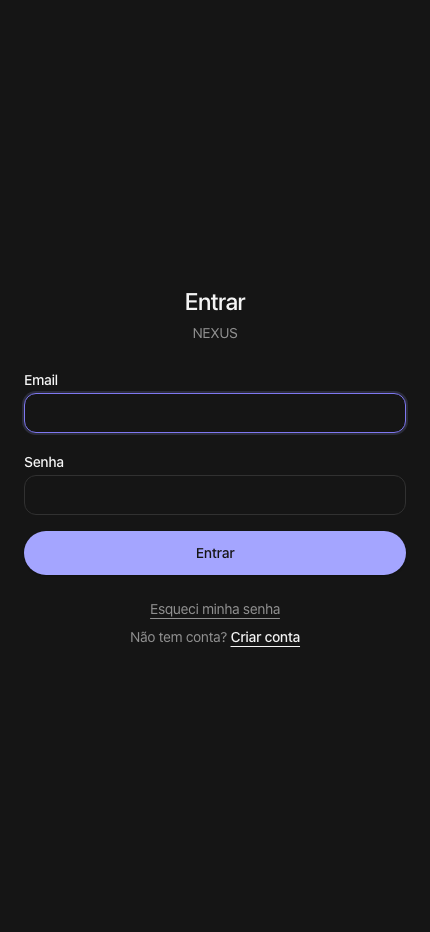 Entrar
NEXUS
Email
Senha
Entrar
Esqueci minha senha
Não tem conta? Criar conta